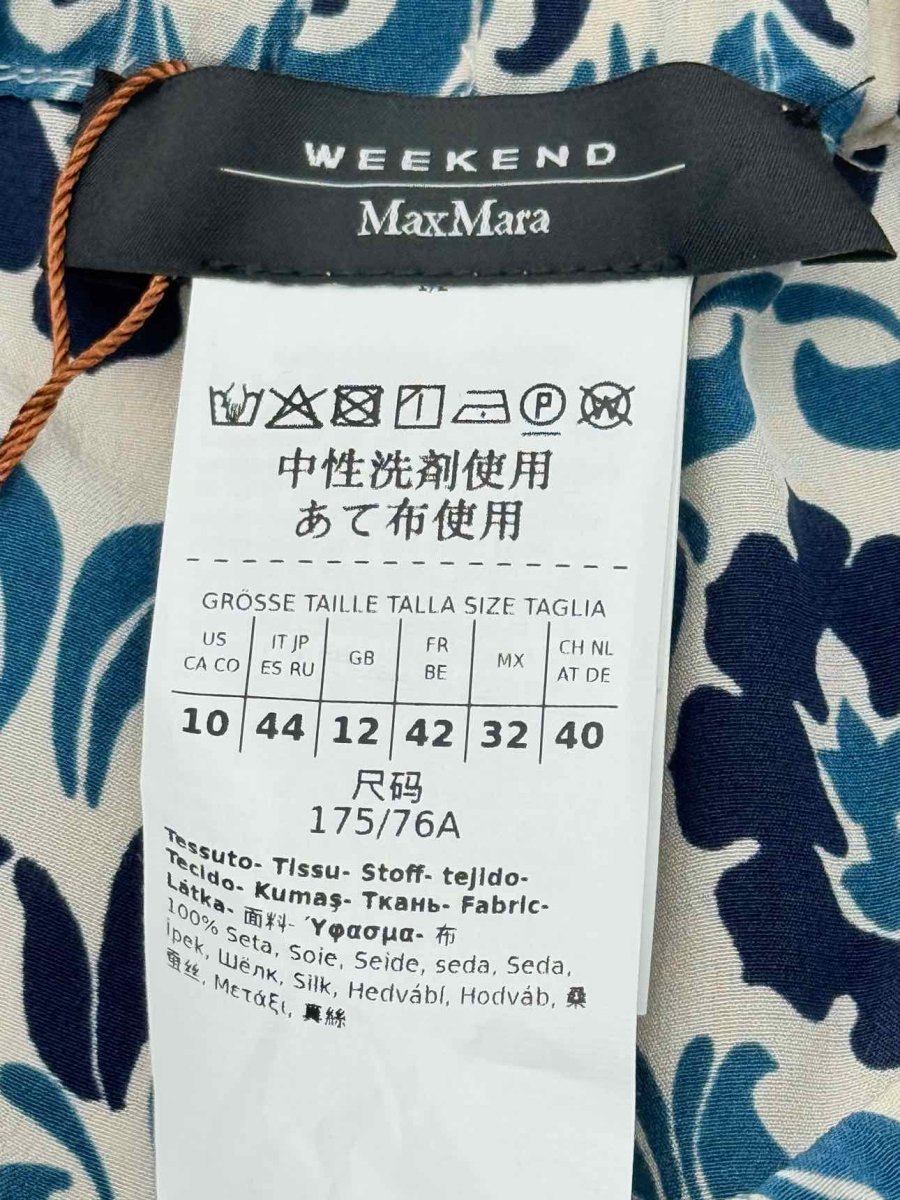 WEEKEND
MaxMara
P W
中性洗剤使用
あて布使用
GRÖSSE TAILLE TALLA SIZE TAGLIA
US CA CO IT JP ES RU GB FR BE MX CH NL AT DE
10 44 12 42 32 40
尺码
175/76A
Tessuto- Tissu- Stoff- tejido-
Tecido- Kumaş- Ткань- Fabric-
Látka- 面料- Ύφασμα- 布
100% Seta, Soie, Seide, seda, Seda,
İpek, Шёлк, Silk, Hedvábí, Hodváb, 桑
蚕丝, Μετάξι, 真絲